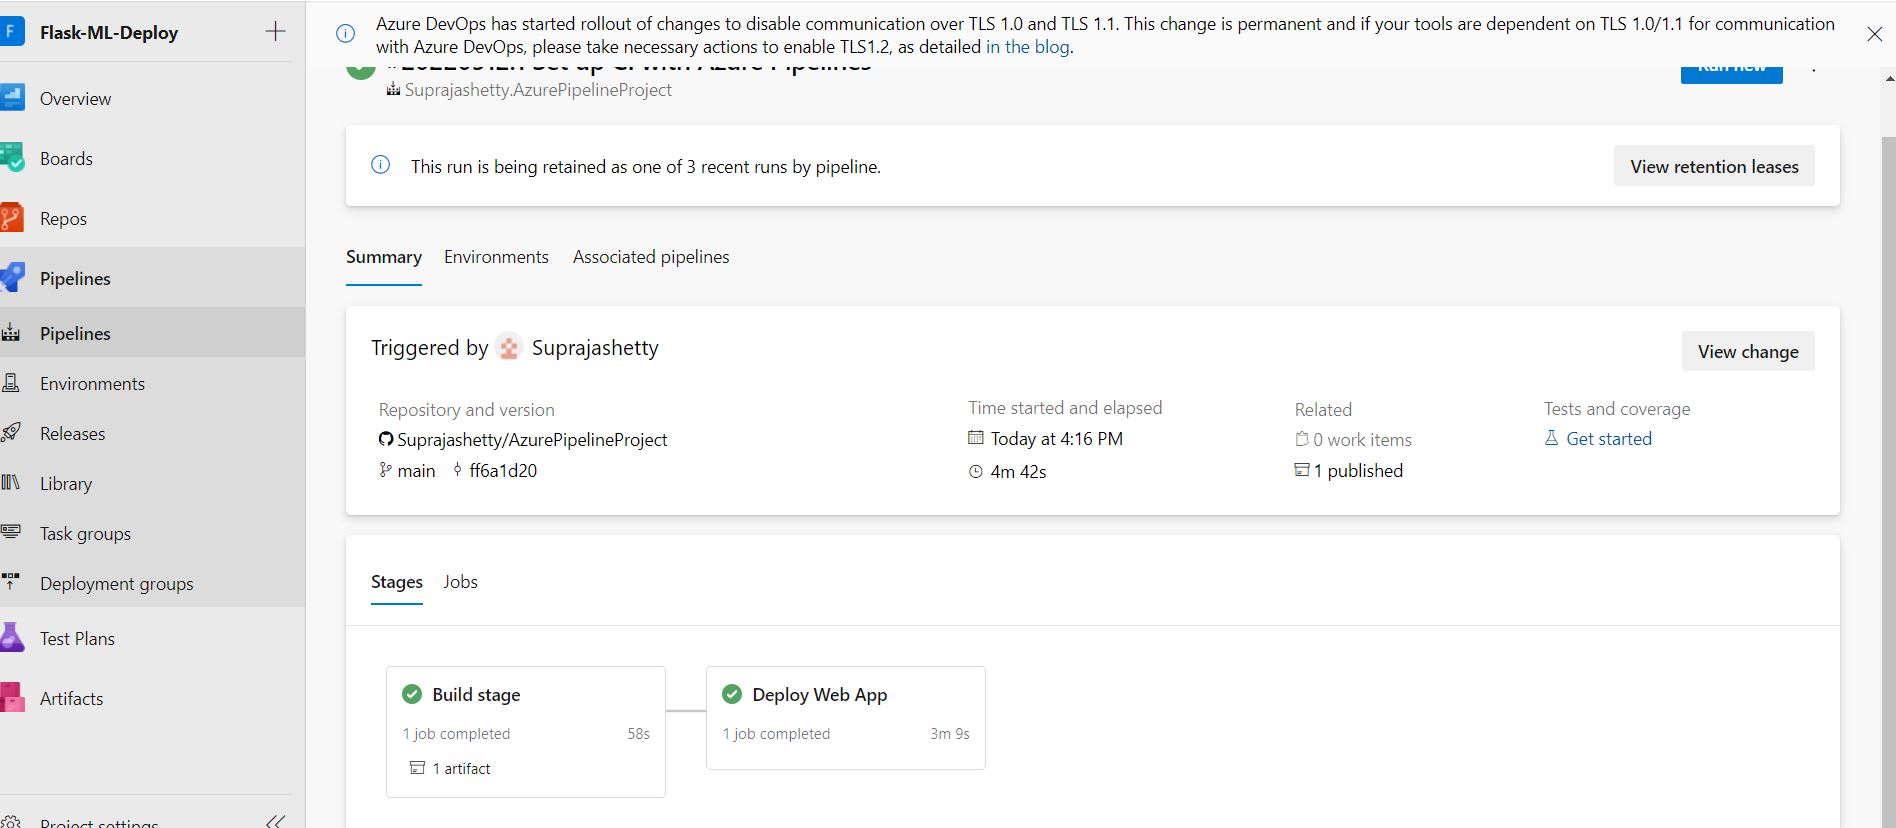 Flask-ML-Deploy
Overview
Boards
Repos
Pipelines
Pipelines
Environments
Releases
Library
Task groups
Deployment groups
Test Plans
Artifacts
Project settings
Azure DevOps has started rollout of changes to disable communication over TLS 1.0 and TLS 1.1. This change is permanent and if your tools are dependent on TLS 1.0/1.1 for communication
with Azure DevOps, please take necessary actions to enable TLS1.2, as detailed in the blog.
Set up CI with Azure Pipelines
Run new
Suprajashetty.AzurePipelineProject
This run is being retained as one of 3 recent runs by pipeline.
View retention leases
Summary Environments Associated pipelines
Triggered by Suprajashetty
View change
Repository and version
Suprajashetty/AzurePipelineProject
main ff6a1d20
Time started and elapsed
Today at 4:16 PM
4m 42s
Related
0 work items
1 published
Tests and coverage
Get started
Stages Jobs
Build stage
1 job completed 58s
1 artifact
Deploy Web App
1 job completed 3m 9s